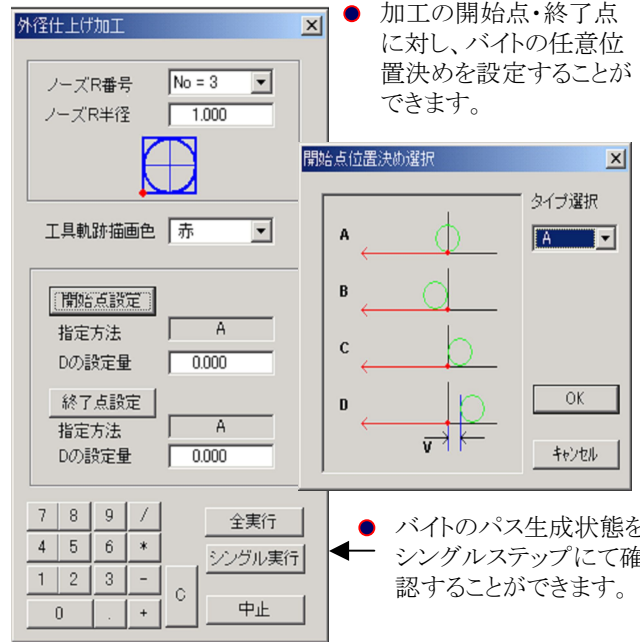 外径仕上げ加工
ノーズR番号 No = 3
ノーズR半径 1.000
工具軌跡描画色 赤
開始点設定
指定方法 A
Dの設定量 0.000
終了点設定
指定方法 A
Dの設定量 0.000
7 8 9 /
4 5 6 *
1 2 3 -
0 . +
C
全実行
シングル実行
中止
● 加工の開始点・終了点
に対し、バイトの任意位
置決めを設定することが
できます。
開始点位置決め選択
タイプ選択
A
A
B
C
D
V
OK
キャンセル
● バイトのパス生成状態を
シングルステップにて確
認することができます。